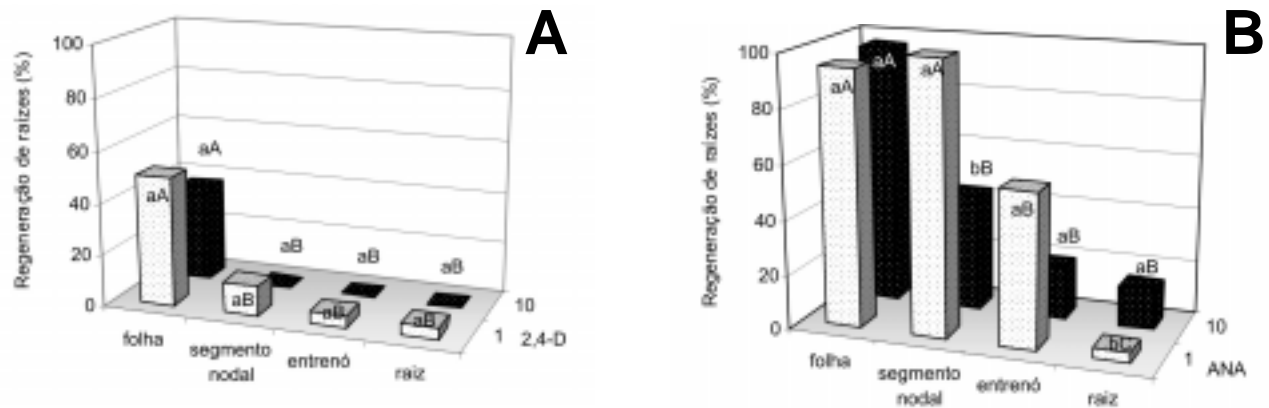 A
Regeneração de raízes (%)
100
80
60
40
20
0
aA
aA
aB
aB
aB
aB
aB
aB
folha
segmento
nodal
entrenó
raiz
1
10
2,4-D
B
Regeneração de raízes (%)
100
80
60
40
20
0
aA
aA
aA
bB
aB
aB
aB
folha
segmento
nodal
entrenó
raiz
1
10
ANA